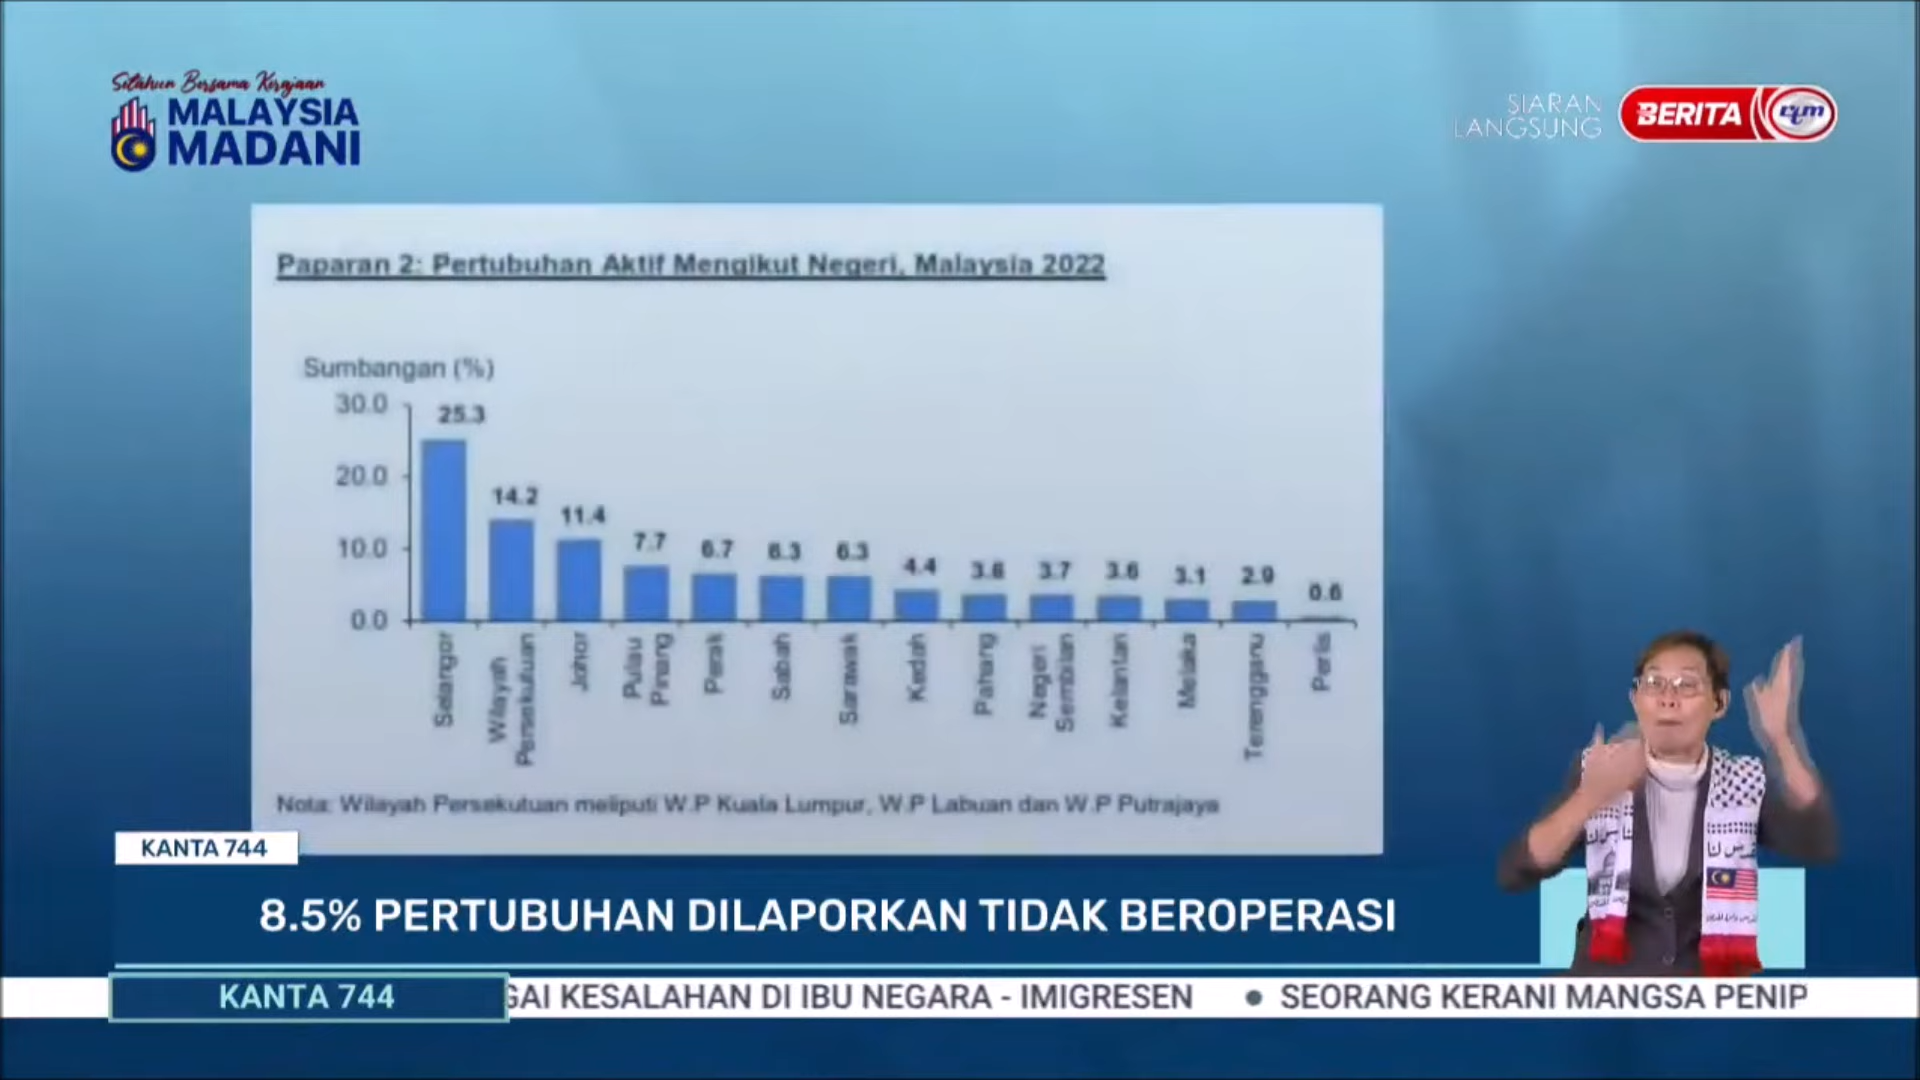 Setahun Bersama Kerajaan
MALAYSIA
MADANI
SIARAN
LANGSUNG
BERITA rtm
Paparan 2: Pertubuhan Aktif Mengikut Negeri, Malaysia 2022
Sumbangan (%)
30.0
20.0
10.0
0.0
25.3
14.2
11.4
7.7
6.7
6.3
6.3
4.4
3.8
3.7
3.6
3.1
2.9
0.6
Selangor
Wilayah
Persekutuan
Johor
Pulau
Pinang
Perak
Sabah
Sarawak
Kedah
Pahang
Negeri
Sembilan
Kelantan
Melaka
Terengganu
Perlis
Nota: Wilayah Persekutuan meliputi W.P Kuala Lumpur, W.P Labuan dan W.P Putrajaya
KANTA 744
8.5% PERTUBUHAN DILAPORKAN TIDAK BEROPERASI
KANTA 744
GAI KESALAHAN DI IBU NEGARA - IMIGRESEN ● SEORANG KERANI MANGSA PENIP